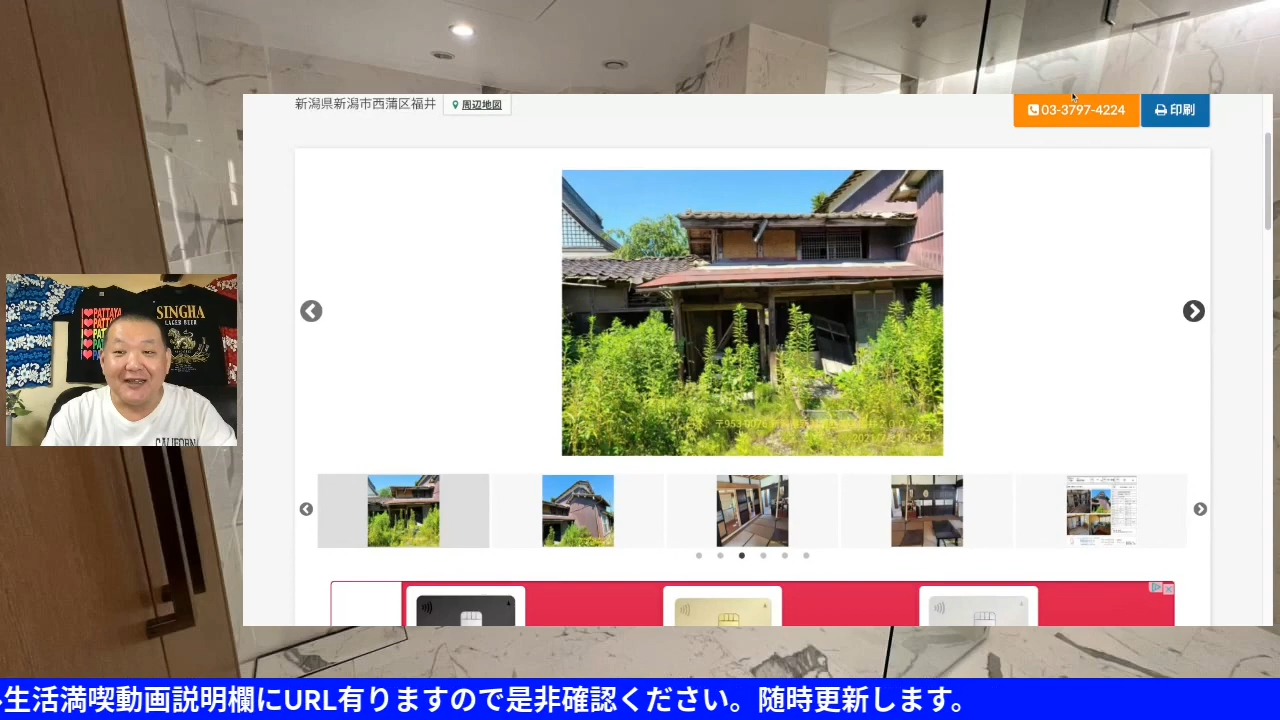 新潟県新潟市西蒲区福井
周辺地図
03-3797-4224
印刷
I❤PATTAYA
SINGHA
LAGER BEER
生活満喫動画説明欄にURL有りますので是非確認ください。随時更新します。